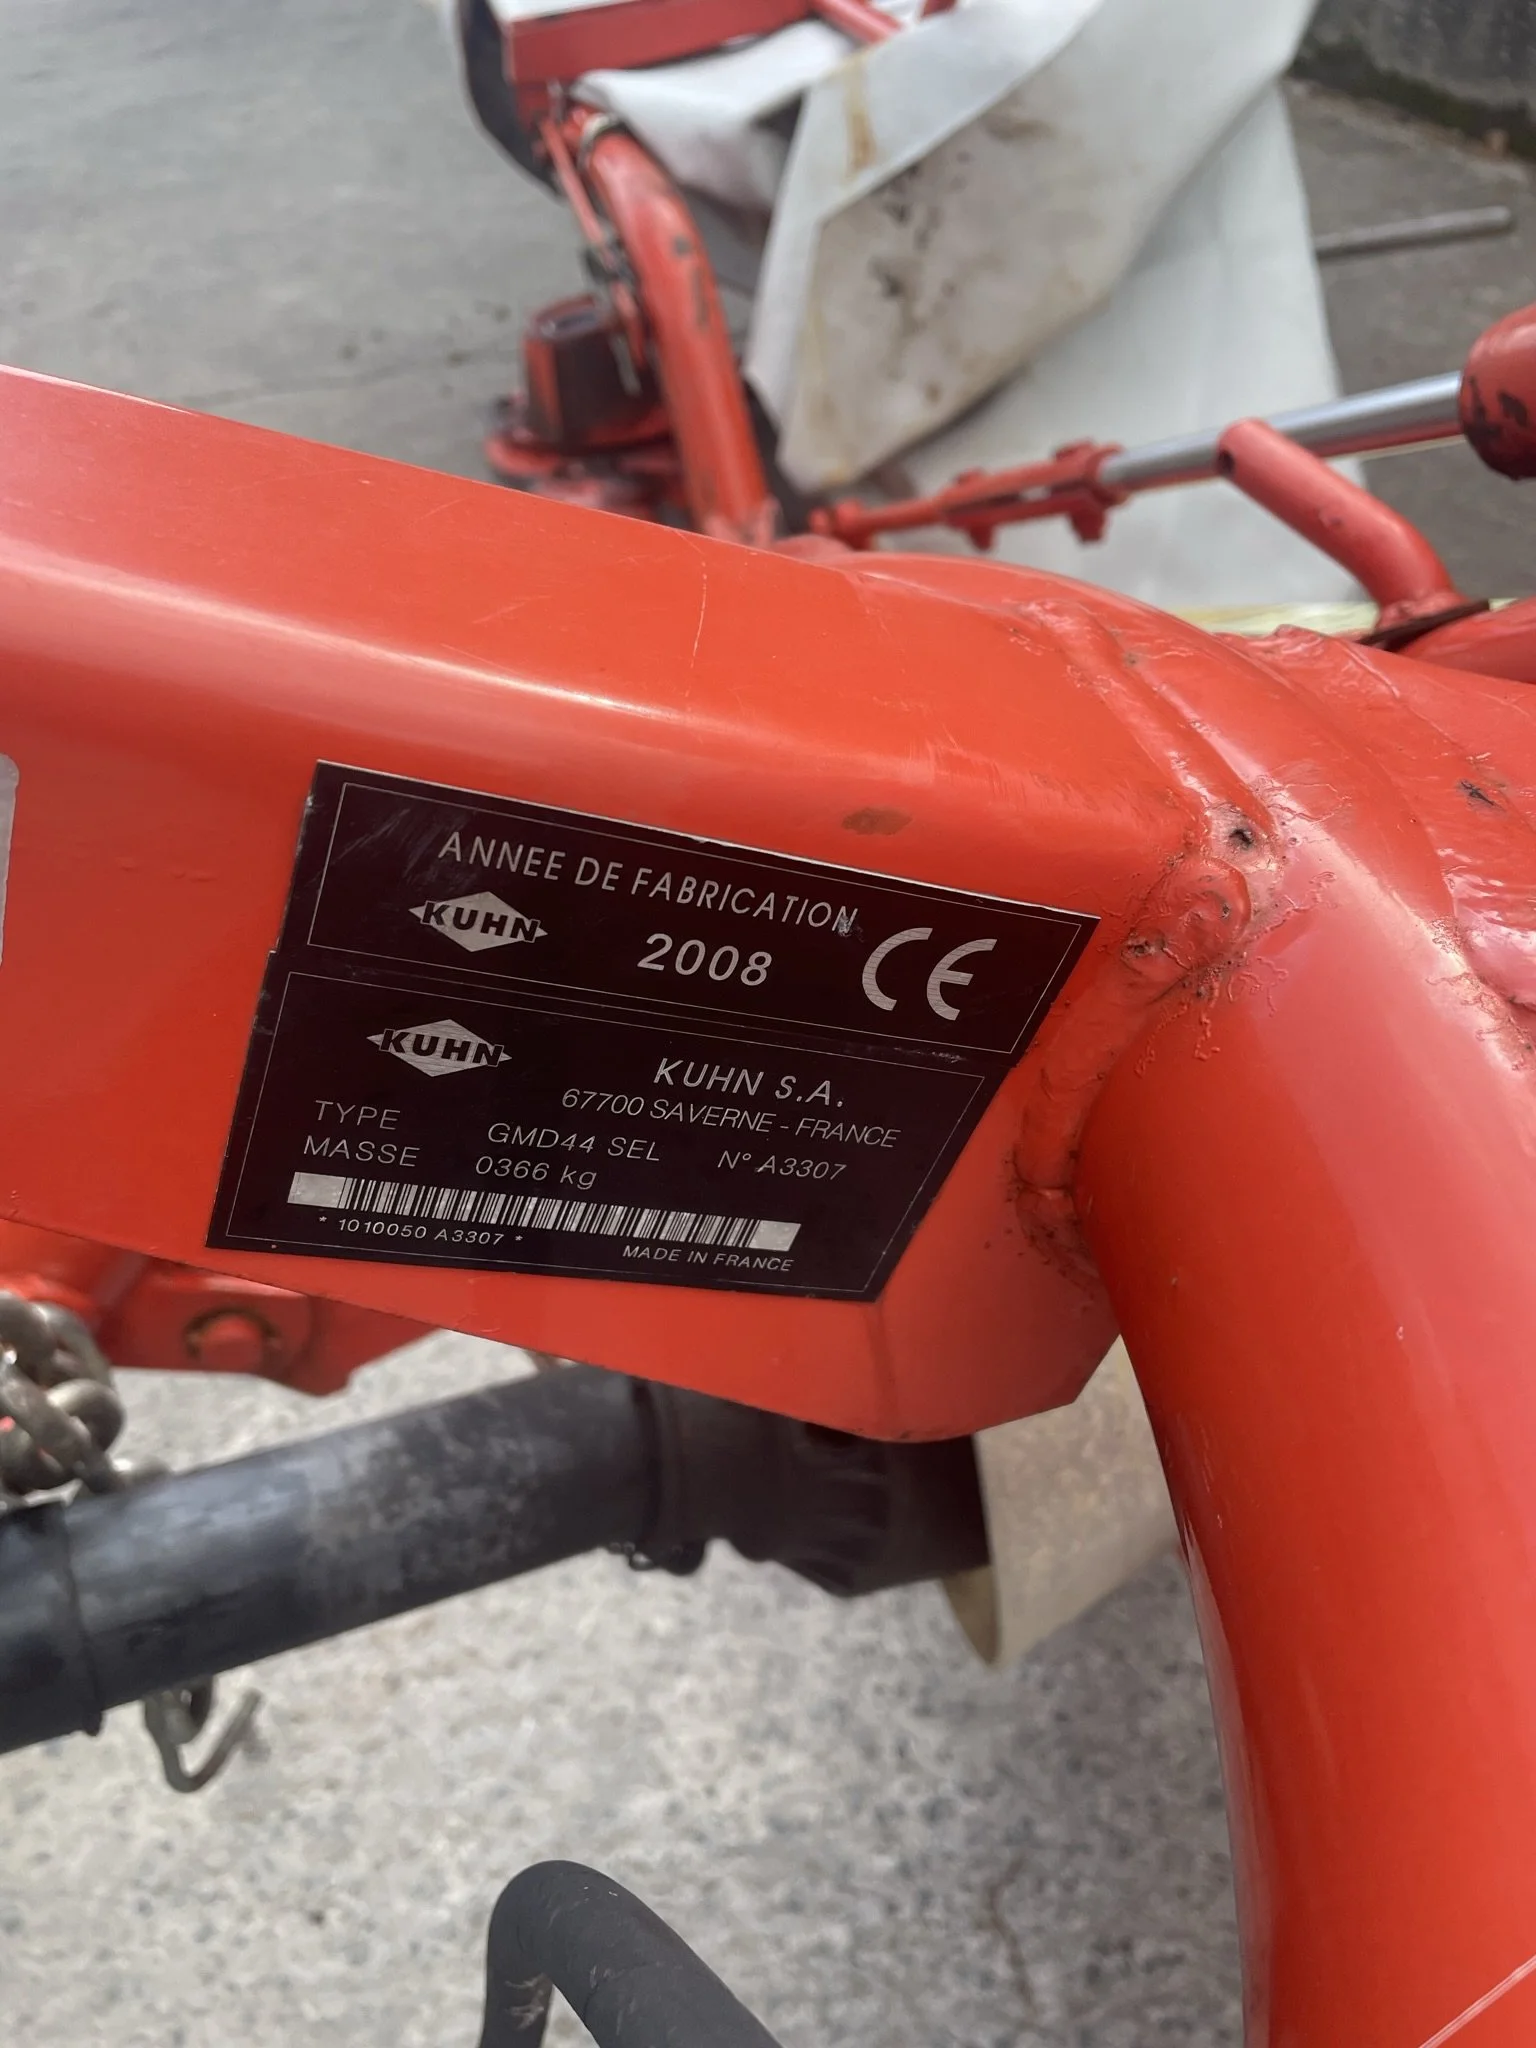 ANNEE DE FABRICATION
KUHN
2008
CE
KUHN
KUHN S.A.
67700 SAVERNE - FRANCE
TYPE GMD44 SEL N° A3307
MASSE 0366 kg
* 1010050 A3307 *
MADE IN FRANCE